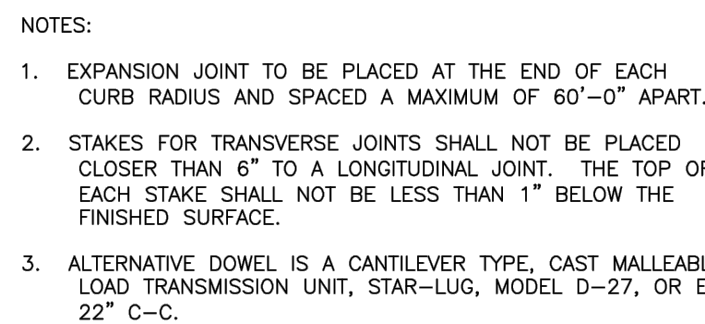 NOTES:
1. EXPANSION JOINT TO BE PLACED AT THE END OF EACH
CURB RADIUS AND SPACED A MAXIMUM OF 60'–0" APART.
2. STAKES FOR TRANSVERSE JOINTS SHALL NOT BE PLACED
CLOSER THAN 6" TO A LONGITUDINAL JOINT. THE TOP
EACH STAKE SHALL NOT BE LESS THAN 1" BELOW THE
FINISHED SURFACE.
3. ALTERNATIVE DOWEL IS A CANTILEVER TYPE, CAST
LOAD TRANSMISSION UNIT, STAR–LUG, MODEL D–27, OR
22" C–C.